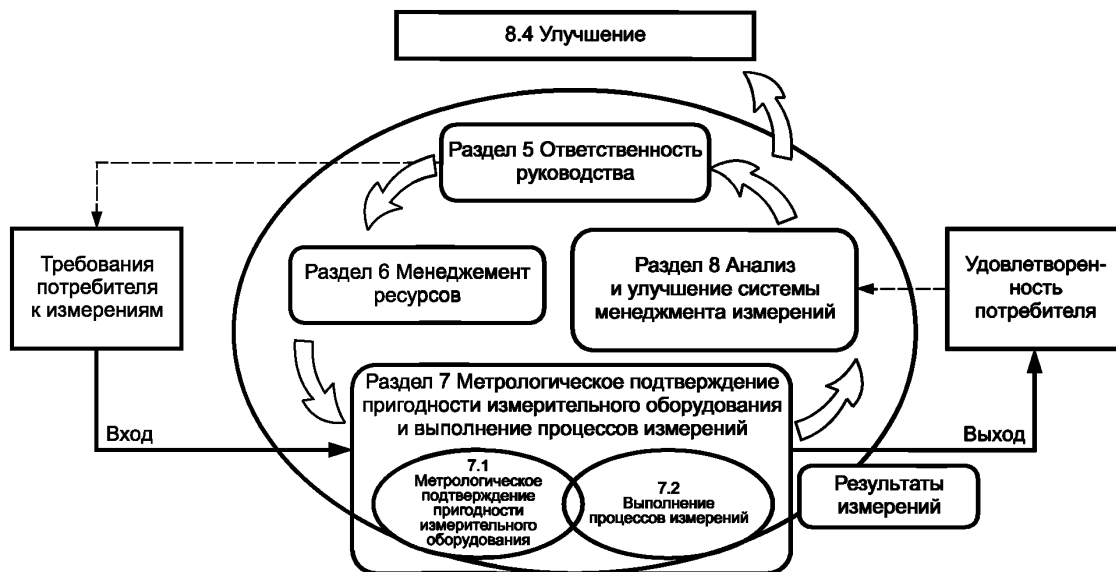 8.4 Улучшение
Раздел 5 Ответственность
руководства
Требования
потребителя
к измерениям
Раздел 6 Менеджемент
ресурсов
Раздел 8 Анализ
и улучшение системы
менеджмента измерений
Удовлетворен-
ность
потребителя
Раздел 7 Метрологическое подтверждение
пригодности измерительного оборудования
и выполнение процессов измерений
Вход
Выход
7.1
Метрологическое
подтверждение
пригодности
измерительного
оборудования
7.2
Выполнение
процессов измерений
Результаты
измерений